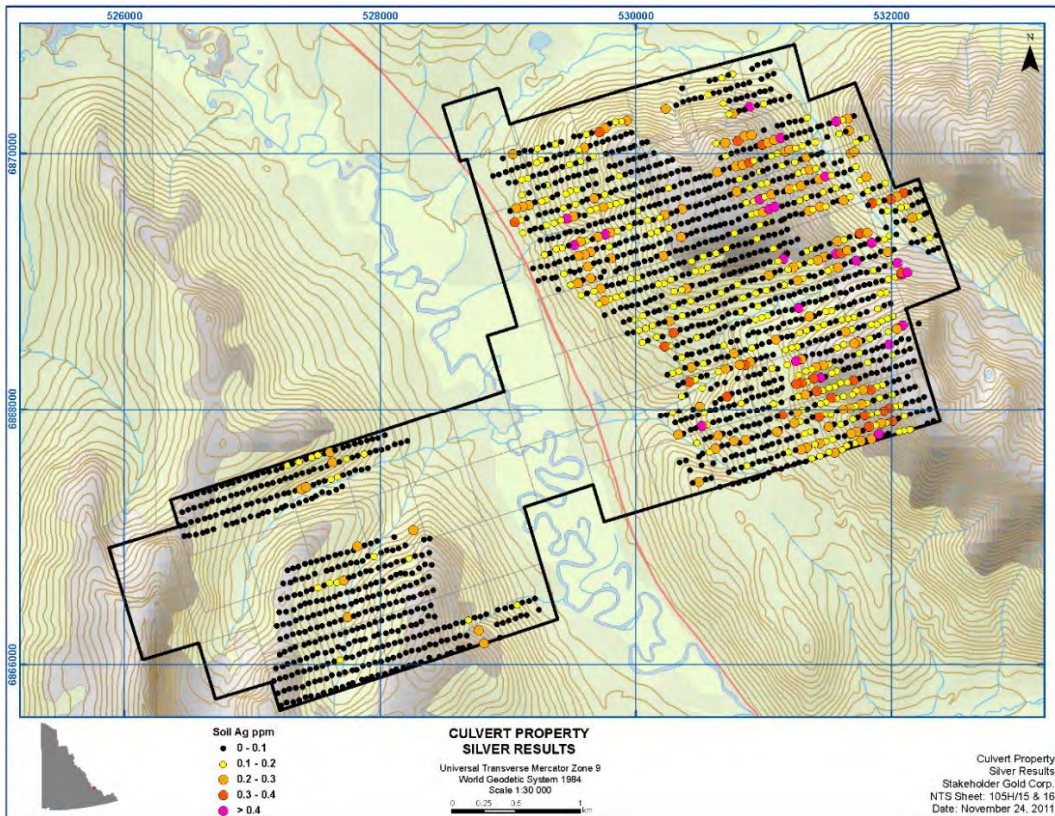 526000 528000 530000 532000
N
6870000
6868000
6866000
Soil Ag ppm
0 - 0.1
0.1 - 0.2
0.2 - 0.3
0.3 - 0.4
> 0.4
CULVERT PROPERTY
SILVER RESULTS
Universal Transverse Mercator Zone 9
World Geodetic System 1984
Scale 1:30 000
0 0.25 0.5 1
km
Culvert Property
Silver Results
Stakeholder Gold Corp.
NTS Sheet: 105H/15 & 16
Date: November 24, 2011